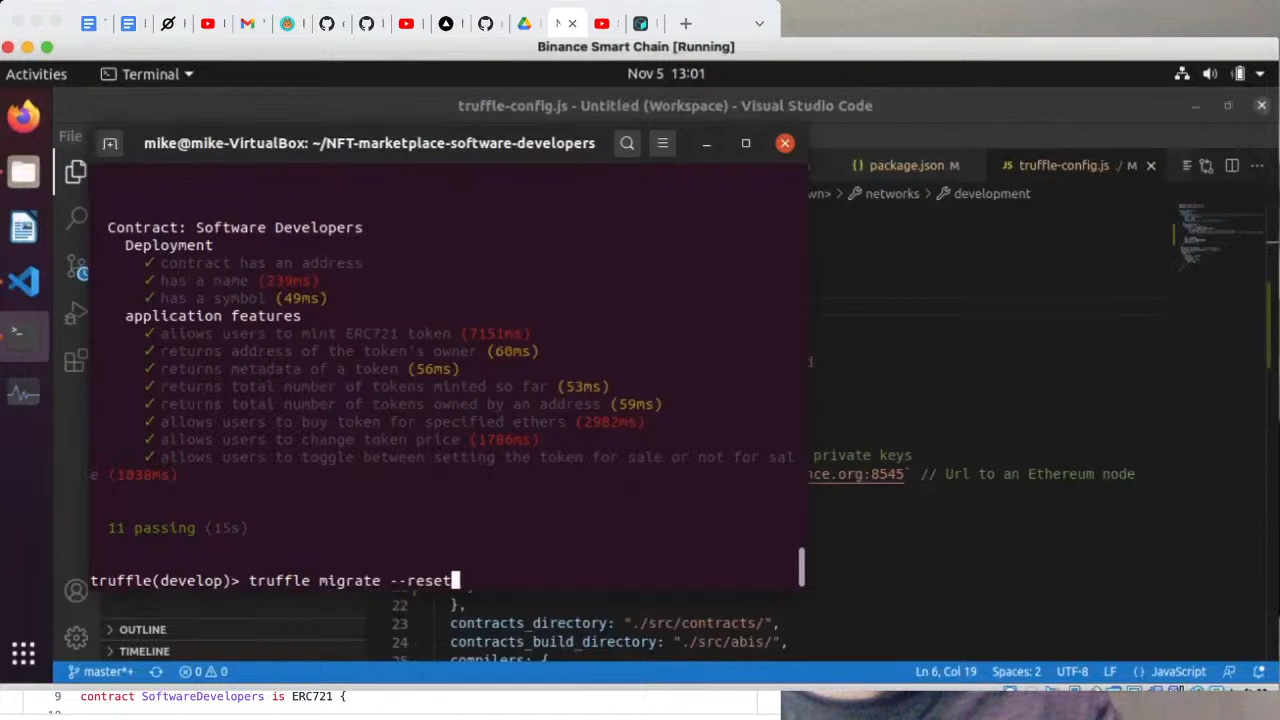 Binance Smart Chain [Running]
Activities
Terminal
Nov 5 13:01
truffle-config.js - Untitled (Workspace) - Visual Studio Code
File
mike@mike-VirtualBox: ~/NFT-marketplace-software-developers
package.json M
JS truffle-config.js ./ M
networks > development
Contract: Software Developers
Deployment
✓ contract has an address
✓ has a name (239ms)
✓ has a symbol (49ms)
application features
✓ allows users to mint ERC721 token (7151ms)
✓ returns address of the token's owner (60ms)
✓ returns metadata of a token (56ms)
✓ returns total number of tokens minted so far (53ms)
✓ returns total number of tokens owned by an address (59ms)
✓ allows users to buy token for specified ethers (2982ms)
✓ allows users to change token price (1786ms)
✓ allows users to toggle between setting the token for sale or not for sal
e (1038ms)
private keys
nce.org:8545` // Url to an Ethereum node
11 passing (15s)
truffle(develop)> truffle migrate --reset
22 },
23 contracts_directory: "./src/contracts/",
24 contracts_build_directory: "./src/abis/",
25 compilers: {
OUTLINE
TIMELINE
master*+
0 0
Ln 6, Col 19
Spaces: 2
UTF-8
LF
JavaScript
9 contract SoftwareDevelopers is ERC721 {